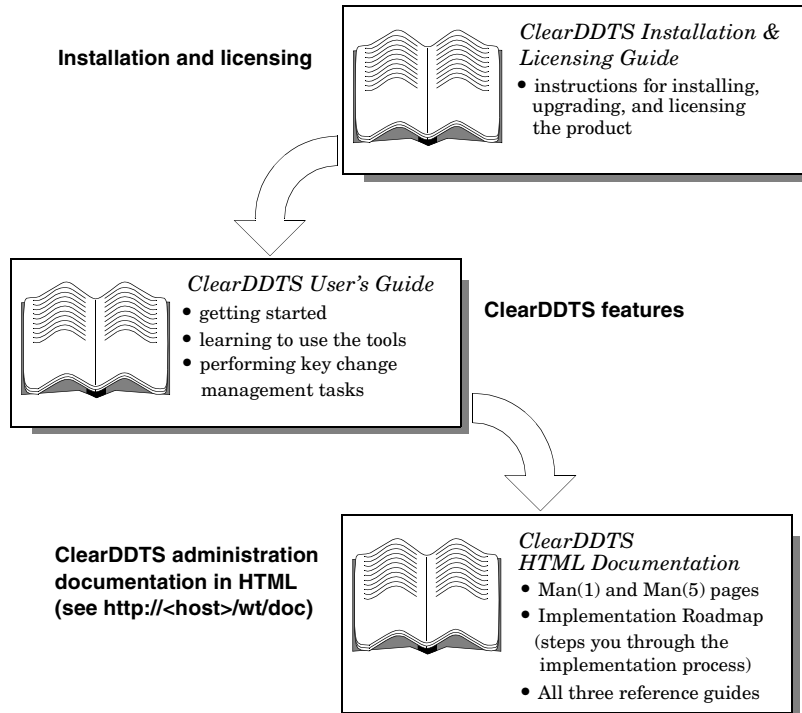 Installation and licensing
ClearDDTS Installation &
Licensing Guide
• instructions for installing,
upgrading, and licensing
the product
ClearDDTS User's Guide
• getting started
• learning to use the tools
• performing key change
management tasks
ClearDDTS features
ClearDDTS administration
documentation in HTML
(see http://<host>/wt/doc)
ClearDDTS
HTML Documentation
• Man(1) and Man(5) pages
• Implementation Roadmap
(steps you through the
implementation process)
• All three reference guides